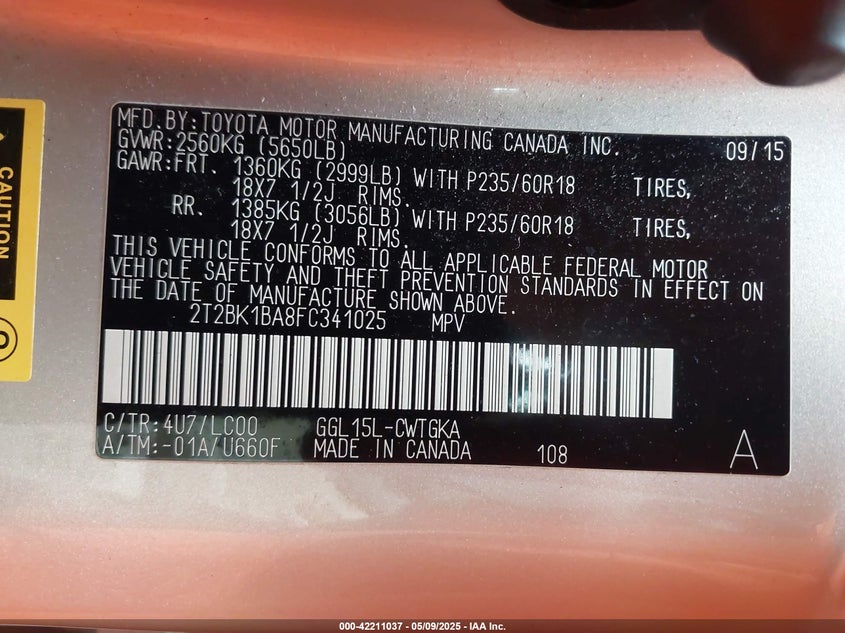 MFD.BY:TOYOTA MOTOR MANUFACTURING CANADA INC. 09/15
GVWR:2560KG (5650LB)
GAWR:FRT. 1360KG (2999LB) WITH P235/60R18 TIRES,
18X7 1/2J RIMS.
RR. 1385KG (3056LB) WITH P235/60R18 TIRES,
18X7 1/2J RIMS.
THIS VEHICLE CONFORMS TO ALL APPLICABLE FEDERAL MOTOR
VEHICLE SAFETY AND THEFT PREVENTION STANDARDS IN EFFECT ON
THE DATE OF MANUFACTURE SHOWN ABOVE.
2T2BK1BA8FC341025 MPV
C/TR:4U7/LC00 GGL15L-CWTGKA
A/TM:-01A/U660F MADE IN CANADA 108 A
CAUTION
000-42211037 - 05/09/2025 - IAA Inc.